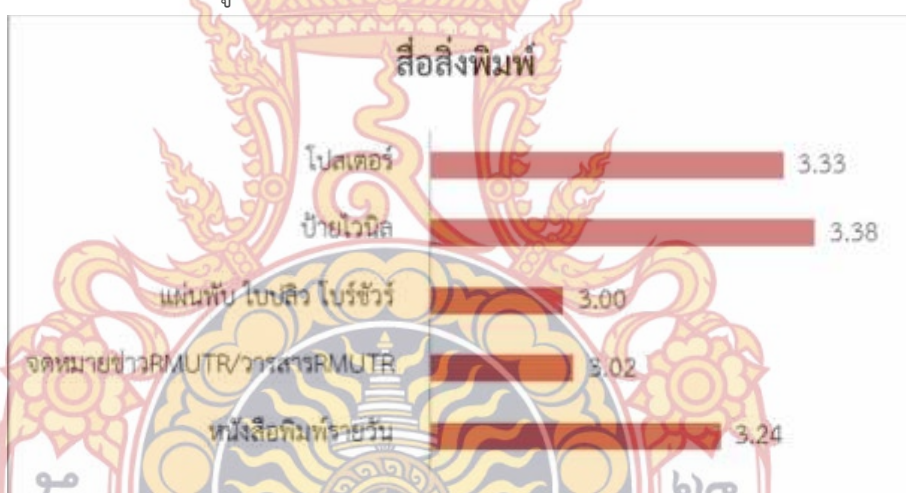 สื่อสิ่งพิมพ์
โปสเตอร์ 3.33
ป้ายไวนิล 3.38
แผ่นพับ ใบปลิว โบร์ชัวร์ 3.00
จดหมายข่าวRMUTR/วารสารRMUTR 3.02
หนังสือพิมพ์รายวัน 3.24